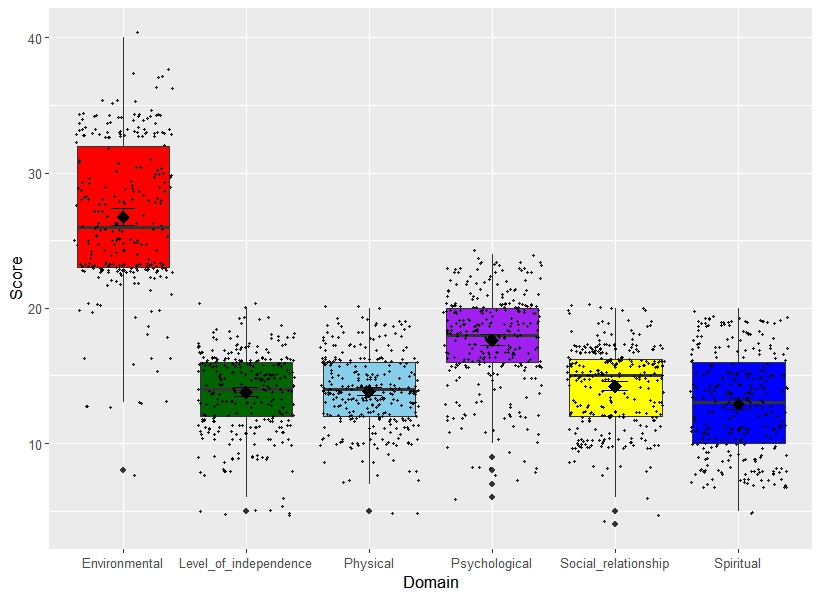 Score
40
30
20
10
Environmental Level_of_independence Physical Psychological Social_relationship Spiritual
Domain